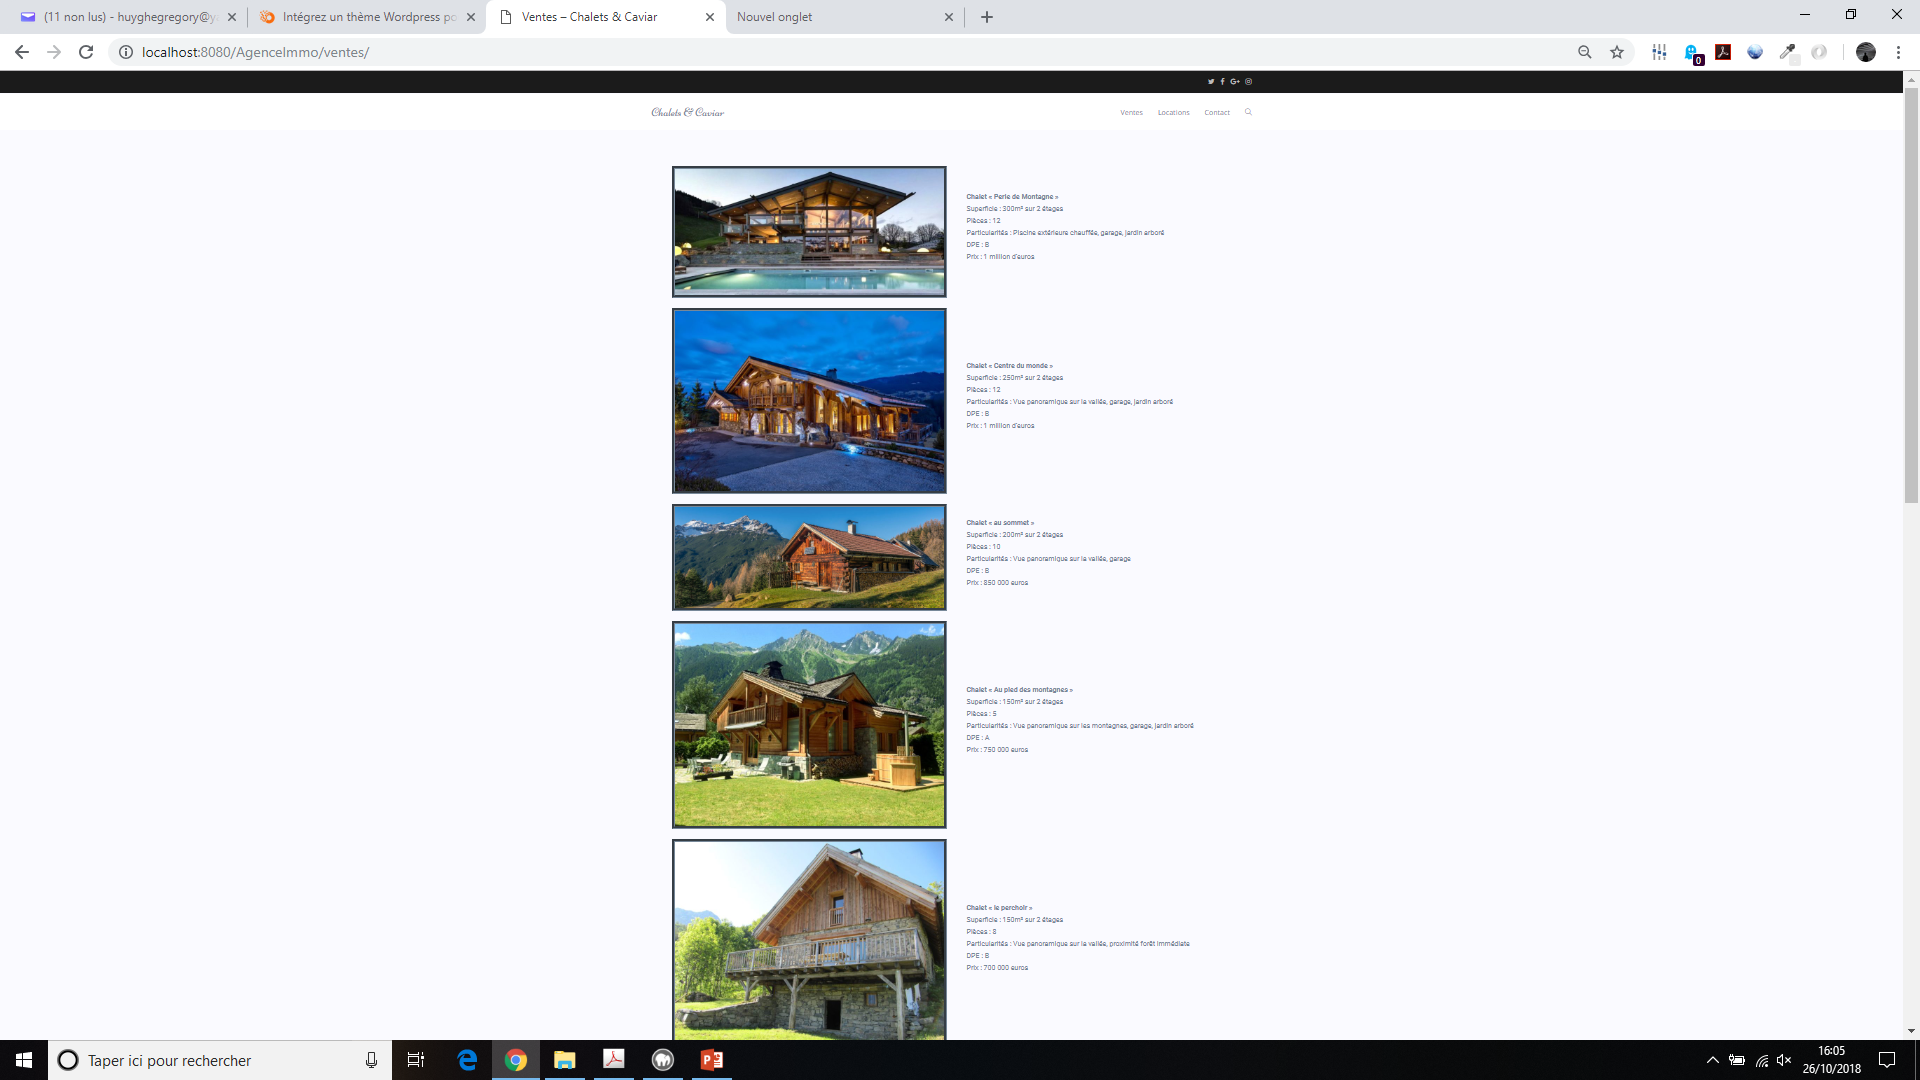 (11 non lus) - huyghegregory@y
Intégrez un thème Wordpress po
Ventes – Chalets & Caviar
Nouvel onglet
localhost:8080/AgenceImmo/ventes/
0
Chalets & Caviar
Ventes
Locations
Contact
Chalet « Perle de Montagne »
Superficie : 300m² sur 2 étages
Pièces : 12
Particularités : Piscine extérieure chauffée, garage, jardin arboré
DPE : B
Prix : 1 million d'euros
Chalet « Centre du monde »
Superficie : 250m² sur 2 étages
Pièces : 12
Particularités : Vue panoramique sur la vallée, garage, jardin arboré
DPE : B
Prix : 1 million d'euros
Chalet « au sommet »
Superficie : 200m² sur 2 étages
Pièces : 10
Particularités : Vue panoramique sur la vallée, garage
DPE : B
Prix : 850 000 euros
Chalet « Au pied des montagnes »
Superficie : 150m² sur 2 étages
Pièces : 5
Particularités : Vue panoramique sur les montagnes, garage, jardin arboré
DPE : A
Prix : 750 000 euros
Chalet « le perchoir »
Superficie : 150m² sur 2 étages
Pièces : 8
Particularités : Vue panoramique sur la vallée, proximité forêt immédiate
DPE : B
Prix : 700 000 euros
Taper ici pour rechercher
16:05
26/10/2018